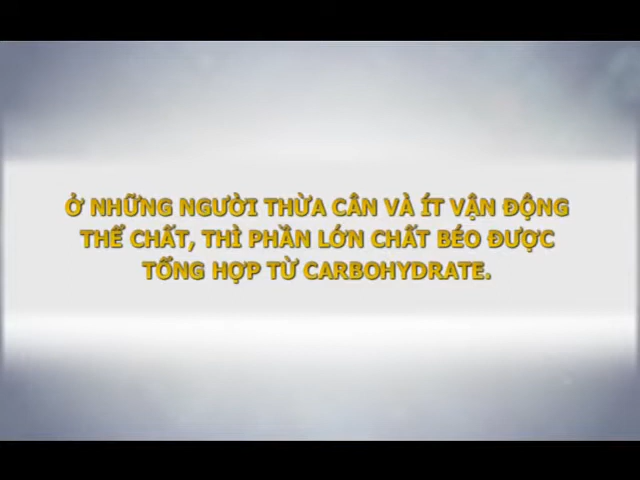 Ở NHỮNG NGƯỜI THỪA CÂN VÀ ÍT VẬN ĐỘNG
THỂ CHẤT, THÌ PHẦN LỚN CHẤT BÉO ĐƯỢC
TỔNG HỢP TỪ CARBOHYDRATE.